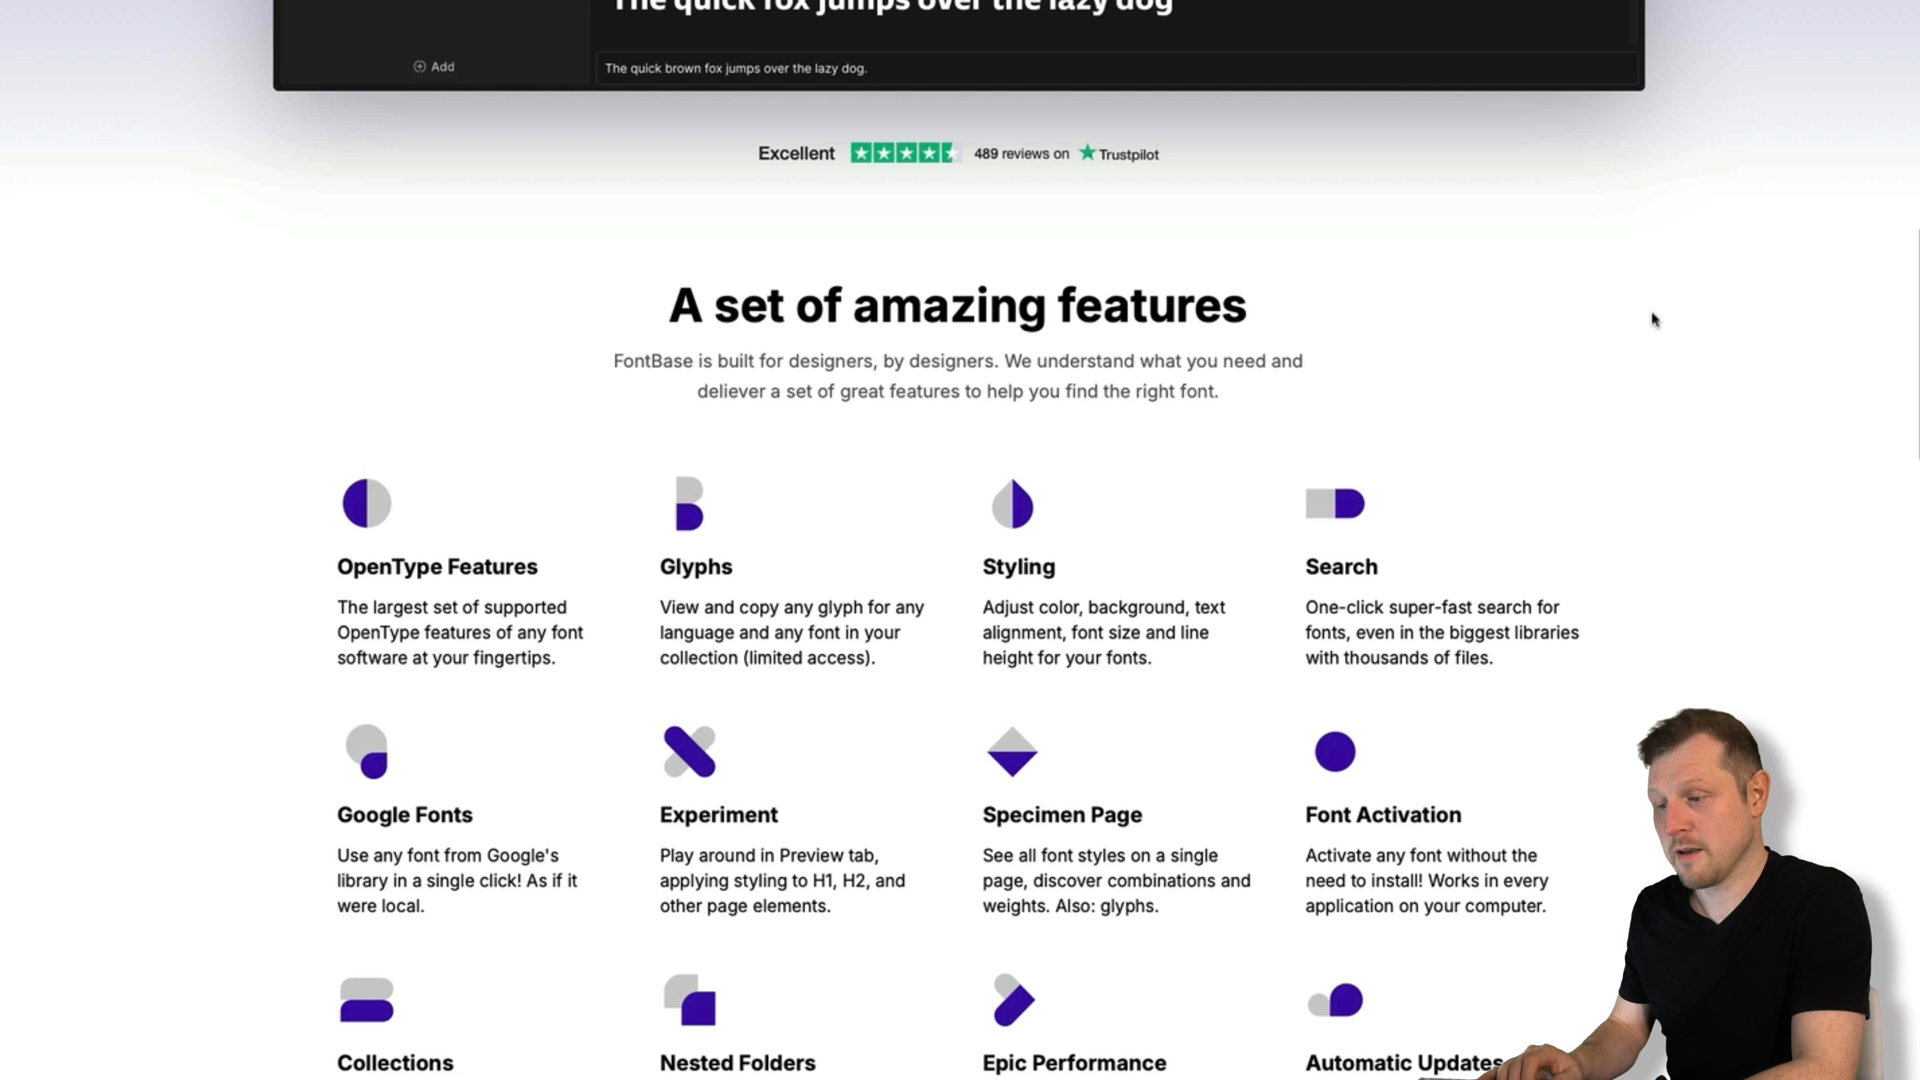 The quick fox jumps over the lazy dog
Add
The quick brown fox jumps over the lazy dog.
Excellent 489 reviews on Trustpilot
A set of amazing features
FontBase is built for designers, by designers. We understand what you need and
deliever a set of great features to help you find the right font.
OpenType Features
The largest set of supported
OpenType features of any font
software at your fingertips.
Glyphs
View and copy any glyph for any
language and any font in your
collection (limited access).
Styling
Adjust color, background, text
alignment, font size and line
height for your fonts.
Search
One-click super-fast search for
fonts, even in the biggest libraries
with thousands of files.
Google Fonts
Use any font from Google's
library in a single click! As if it
were local.
Experiment
Play around in Preview tab,
applying styling to H1, H2, and
other page elements.
Specimen Page
See all font styles on a single
page, discover combinations and
weights. Also: glyphs.
Font Activation
Activate any font without the
need to install! Works in every
application on your computer.
Collections
Nested Folders
Epic Performance
Automatic Updates